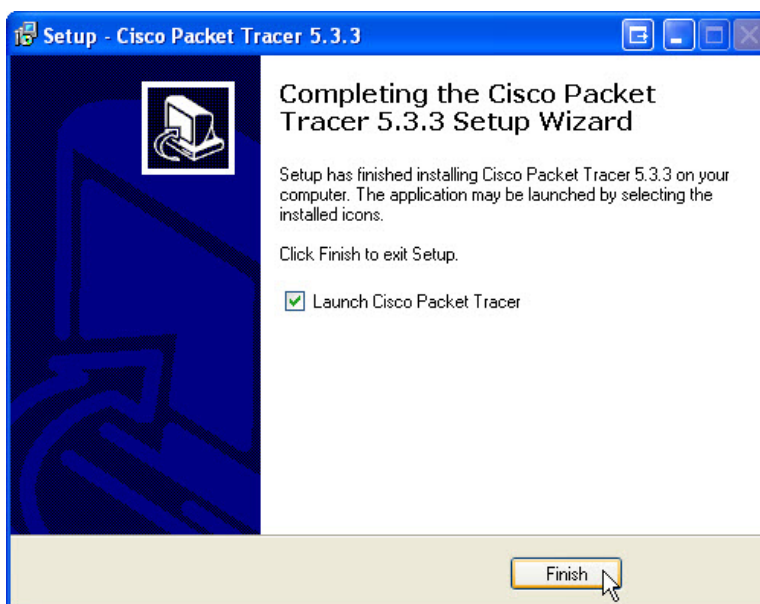 Setup - Cisco Packet Tracer 5.3.3
Completing the Cisco Packet
Tracer 5.3.3 Setup Wizard
Setup has finished installing Cisco Packet Tracer 5.3.3 on your
computer. The application may be launched by selecting the
installed icons.
Click Finish to exit Setup.
Launch Cisco Packet Tracer
Finish